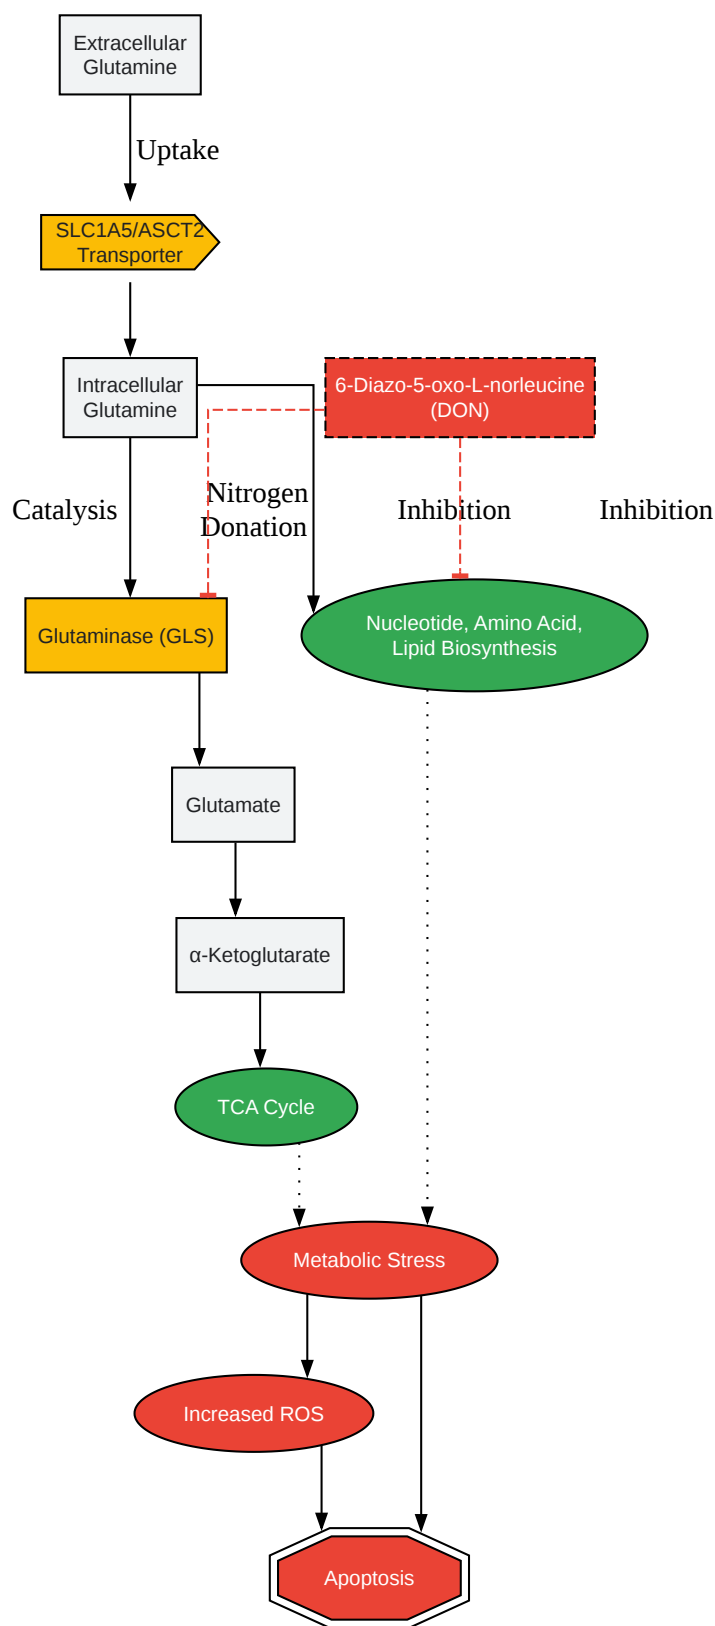 Extracellular
Glutamine
Uptake
SLC1A5/ASCT2
Transporter
Intracellular
Glutamine
6-Diazo-5-oxo-L-norleucine
(DON)
Catalysis
Nitrogen
Donation
Inhibition
Inhibition
Glutaminase (GLS)
Nucleotide, Amino Acid,
Lipid Biosynthesis
Glutamate
α-Ketoglutarate
TCA Cycle
Metabolic Stress
Increased ROS
Apoptosis